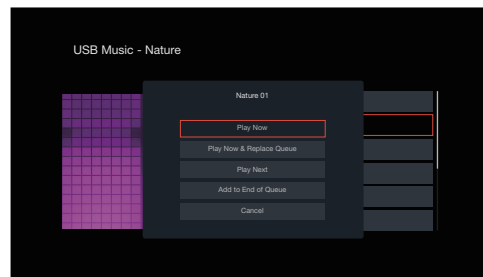 USB Music - Nature
Nature 01
Play Now
Play Now & Replace Queue
Play Next
Add to End of Queue
Cancel